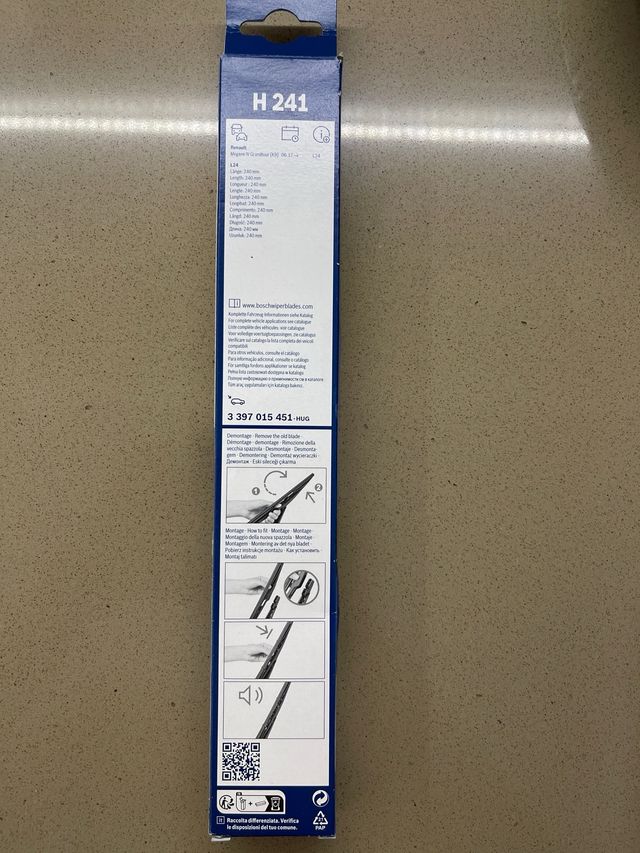 H 241
Renault
Megane IV Grandtour [K9] 06.17→ L24
L24
Länge: 240 mm
Length: 240 mm
Longueur : 240 mm
Lengte: 240 mm
Lunghezza: 240 mm
Longitud: 240 mm
Comprimento: 240 mm
Längd: 240 mm
Długość: 240 mm
Длина: 240 мм
Uzunluk: 240 mm
www.boschwiperblades.com
Komplette Fahrzeug Informationen siehe Katalog
For complete vehicle applications see catalogue
Liste complète des véhicules: voir catalogue
Voor volledige voertuigtoepassingen, zie catalogus
Verificare sul catalogo la lista completa dei veicoli
compatibili
Para otros vehículos, consulte el catálogo
Para informação adicional, consulte o catálogo
För samtliga fordons applikationer se katalog
Pełna lista zastosowań dostępna w katalogu
Полную информацию о применимости см в каталоге
Tüm araç uygulamaları için kataloga bakınız
3 397 015 451-HUG
Demontage · Remove the old blade ·
Démontage · demontage · Rimozione della
vecchia spazzola · Desmontaje · Desmonta-
gem · Demontering · Demontaż wycieraczki ·
Демонтаж · Eski sileceği çıkarma
1
2
Montage · How to fit · Montage · Montage·
Montaggio della nuova spazzola · Montaje·
Montagem · Montering av det nya bladet ·
Pobierz instrukcje montażu · Как установить ·
Montaj talimatı
it Raccolta differenziata. Verifica
le disposizioni del tuo comune.
21
PAP